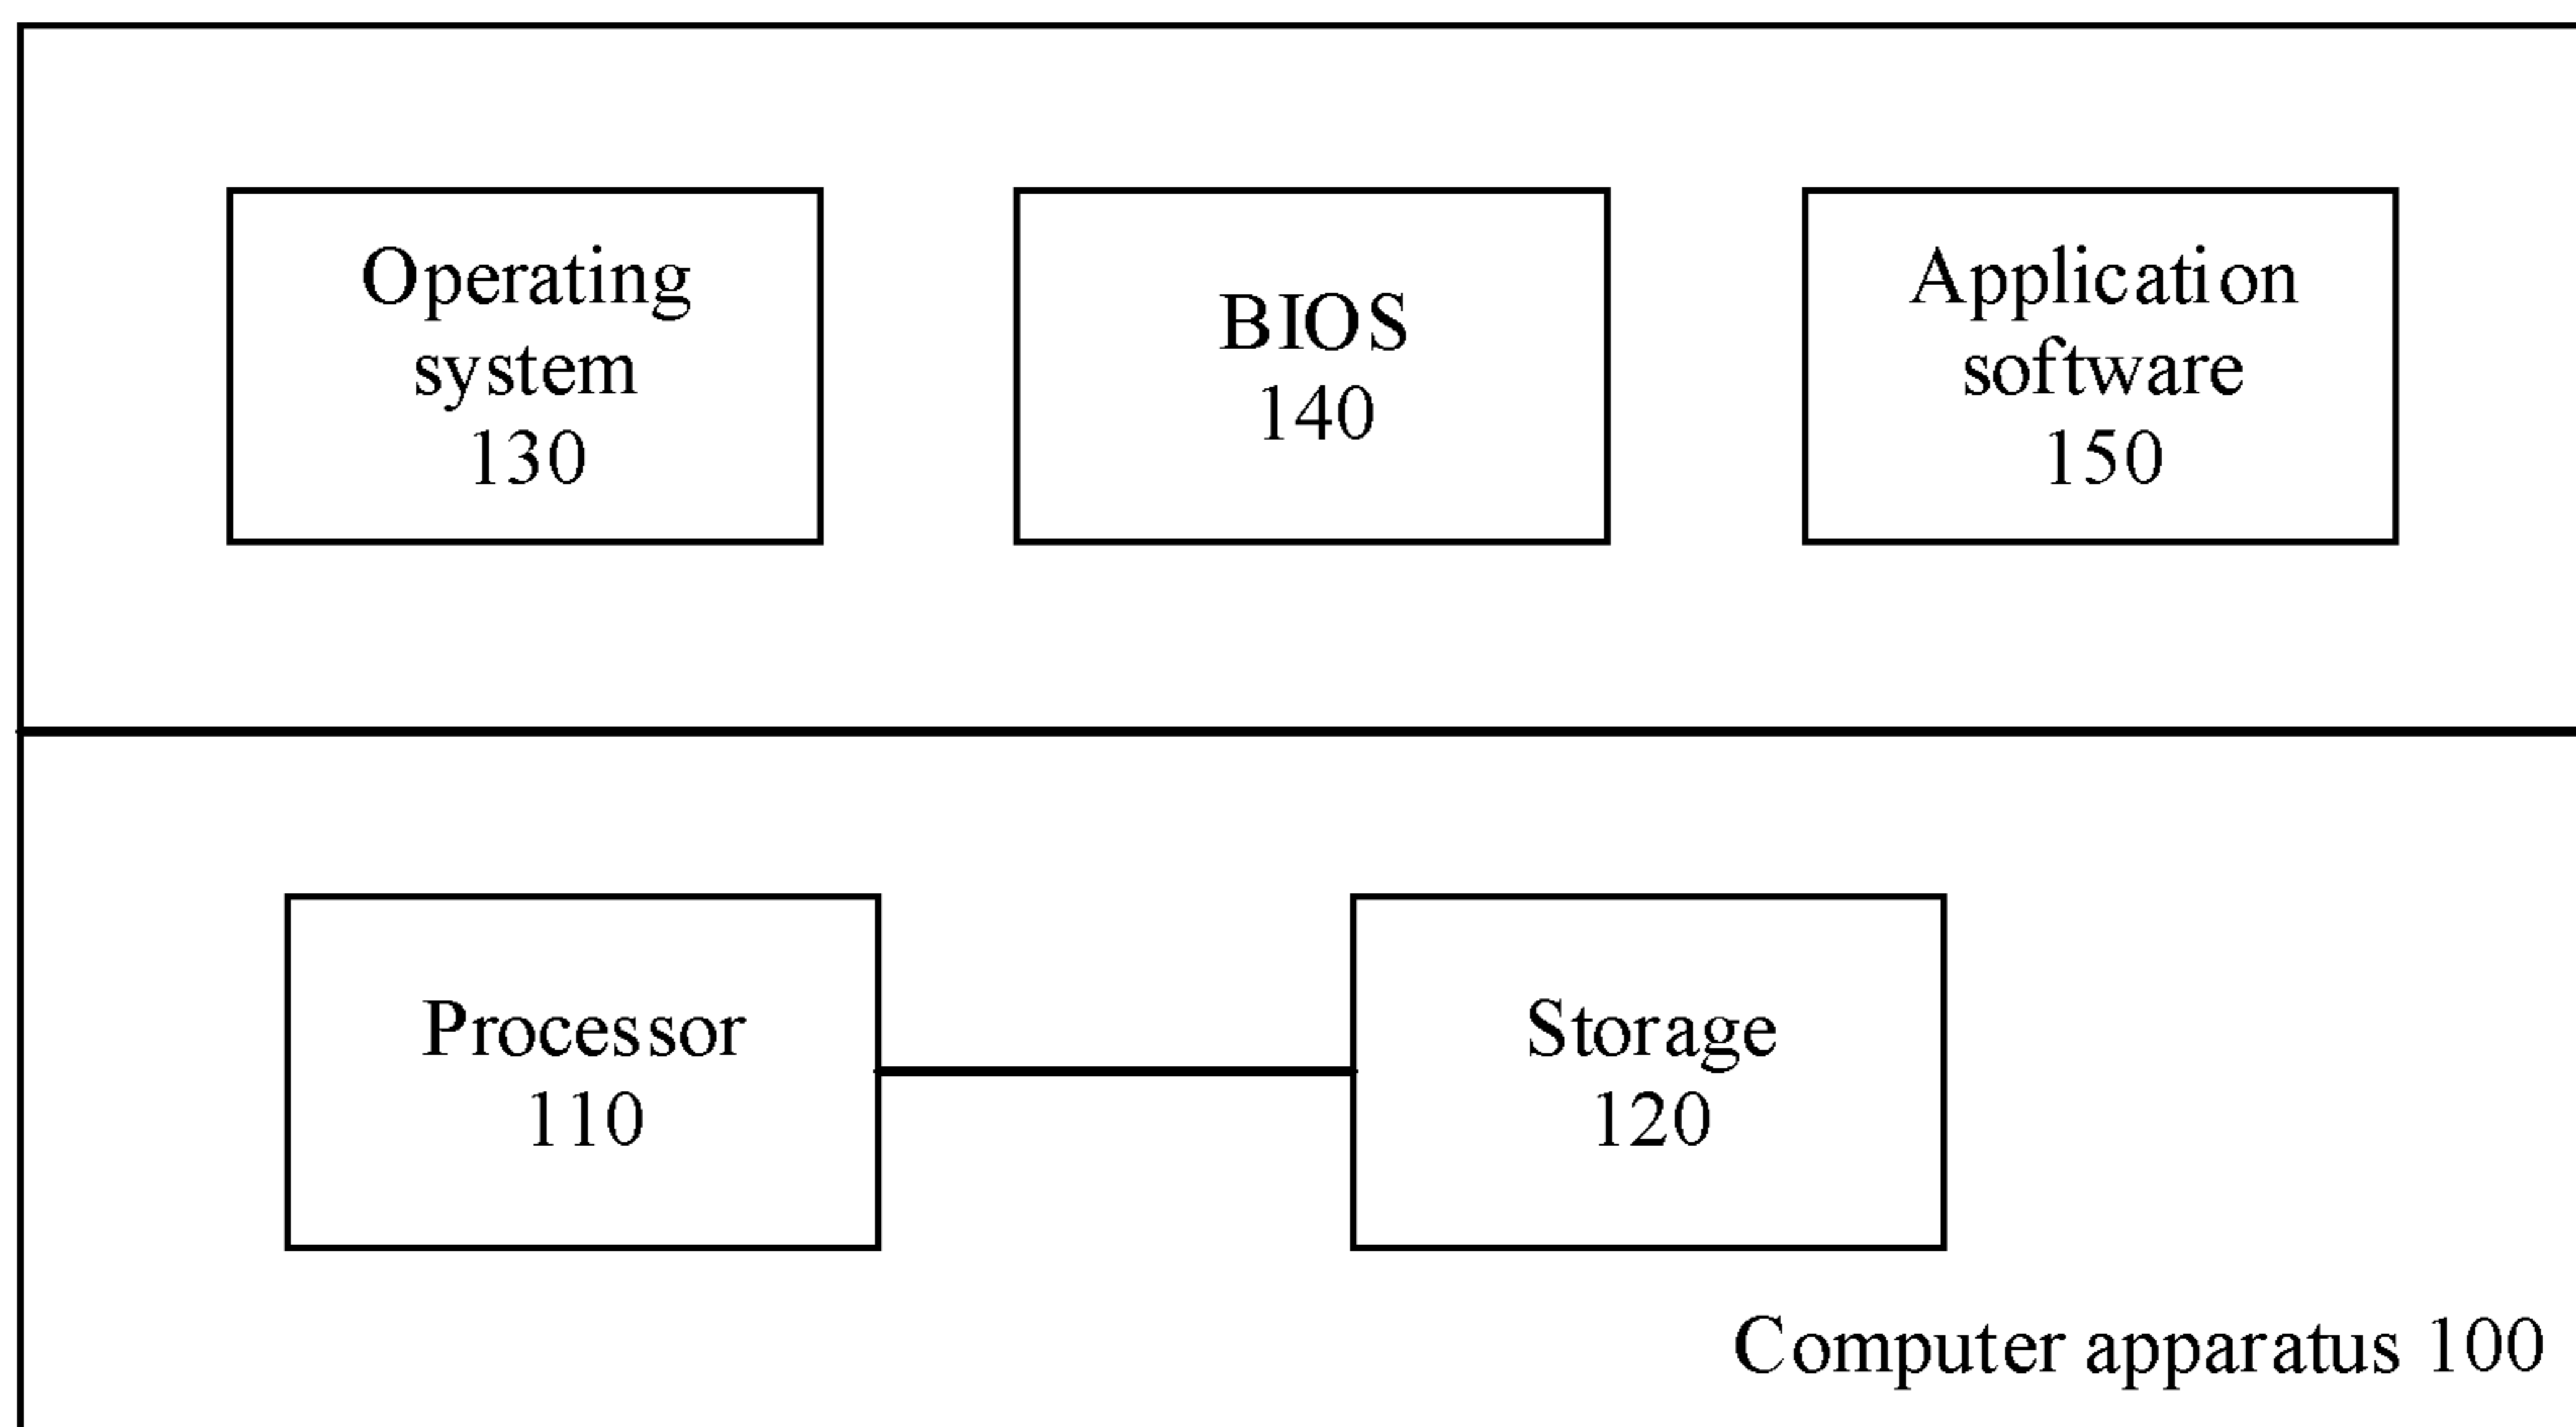 Operating
system
130
BIOS
140
Application
software
150
Processor
110
Storage
120
Computer apparatus 100